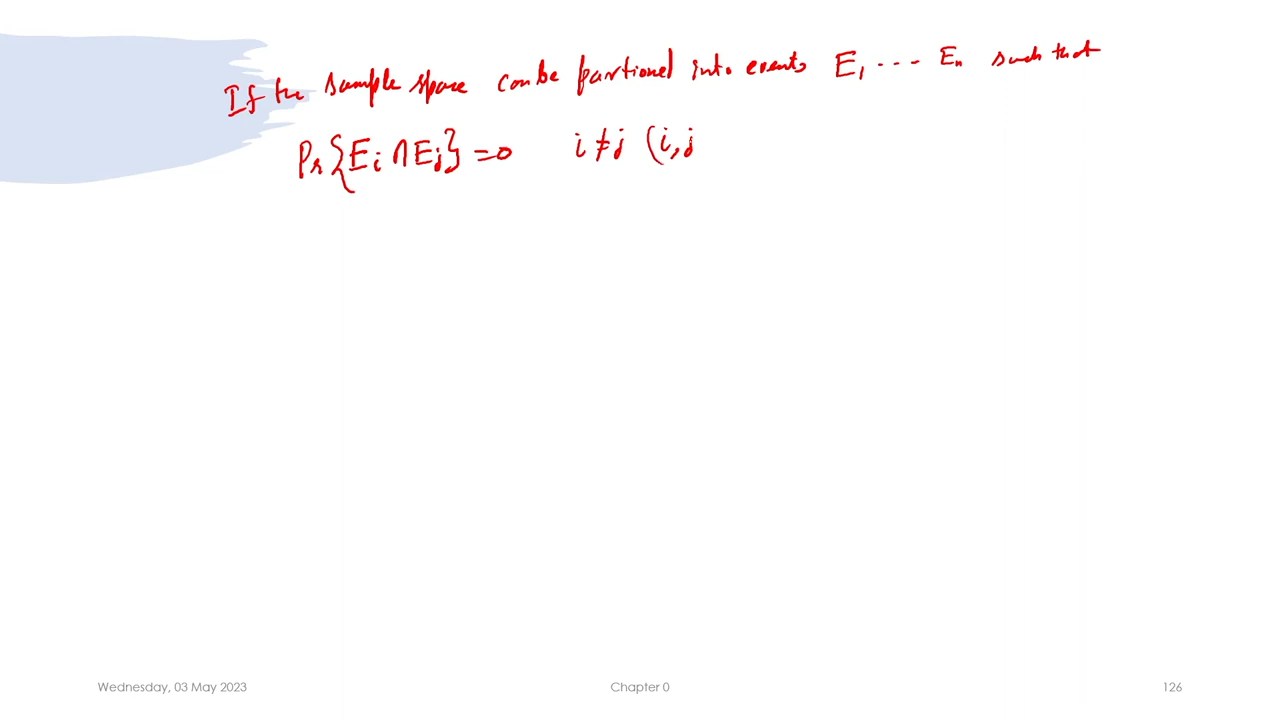 If the sample space can be partioned into events E₁ ... Eₙ such that
Pr{Eᵢ ∩ Eⱼ} = 0 i ≠ j (i, j
Wednesday, 03 May 2023 Chapter 0 126